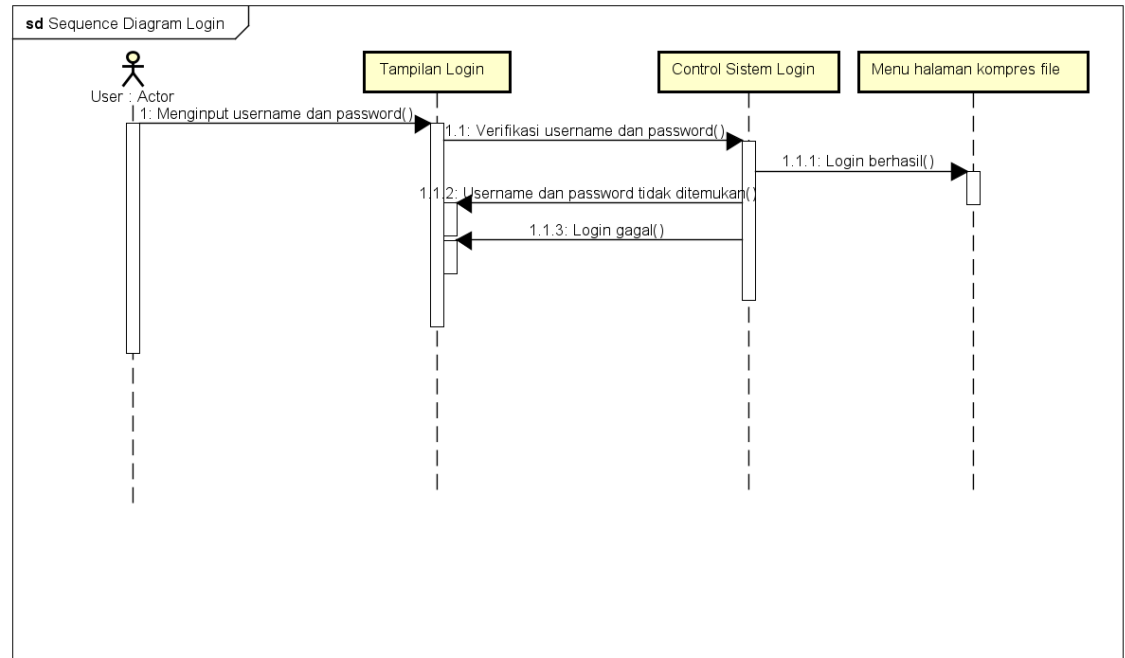 sd Sequence Diagram Login
User : Actor
Tampilan Login
Control Sistem Login
Menu halaman kompres file
1: Menginput username dan password()
1.1: Verifikasi username dan password()
1.1.1: Login berhasil()
1.1.2: Username dan password tidak ditemukan()
1.1.3: Login gagal()